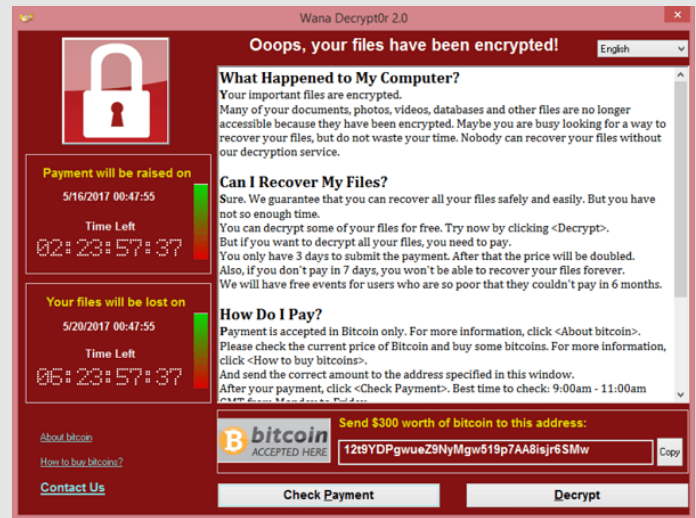 Wana Decrypt0r 2.0
Ooops, your files have been encrypted!
English
What Happened to My Computer?
Your important files are encrypted.
Many of your documents, photos, videos, databases and other files are no longer
accessible because they have been encrypted. Maybe you are busy looking for a way to
recover your files, but do not waste your time. Nobody can recover your files without
our decryption service.
Can I Recover My Files?
Sure. We guarantee that you can recover all your files safely and easily. But you have
not so enough time.
You can decrypt some of your files for free. Try now by clicking <Decrypt>.
But if you want to decrypt all your files, you need to pay.
You only have 3 days to submit the payment. After that the price will be doubled.
Also, if you don't pay in 7 days, you won't be able to recover your files forever.
We will have free events for users who are so poor that they couldn't pay in 6 months.
How Do I Pay?
Payment is accepted in Bitcoin only. For more information, click <About bitcoin>.
Please check the current price of Bitcoin and buy some bitcoins. For more information,
click <How to buy bitcoins>.
And send the correct amount to the address specified in this window.
After your payment, click <Check Payment>. Best time to check: 9:00am - 11:00am
GMT from Monday to Friday.
Payment will be raised on
5/16/2017 00:47:55
Time Left
02:23:57:37
Your files will be lost on
5/20/2017 00:47:55
Time Left
06:23:57:37
About bitcoin
How to buy bitcoins?
Contact Us
bitcoin
ACCEPTED HERE
Send $300 worth of bitcoin to this address:
12t9YDPgwueZ9NyMgw519p7AA8isjr6SMw
Copy
Check Payment
Decrypt